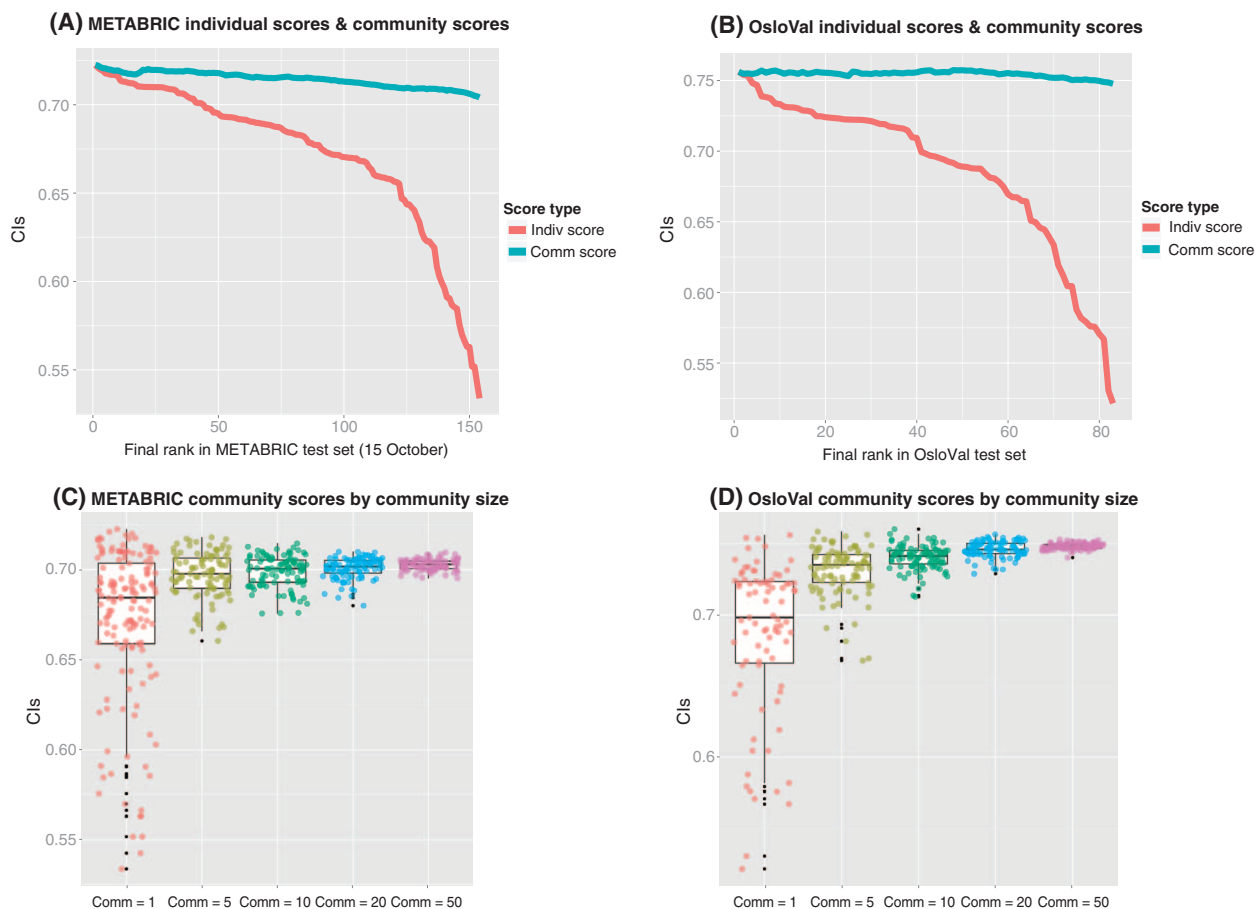 (A) METABRIC individual scores & community scores
0.70
0.65
0.60
0.55
CIs
0
50
100
150
Final rank in METABRIC test set (15 October)
Score type
Indiv score
Comm score
(B) OsloVal individual scores & community scores
0.75
0.70
0.65
0.60
0.55
CIs
0
20
40
60
80
Final rank in OsloVal test set
Score type
Indiv score
Comm score
(C) METABRIC community scores by community size
0.70
0.65
0.60
0.55
CIs
Comm = 1
Comm = 5
Comm = 10
Comm = 20
Comm = 50
(D) OsloVal community scores by community size
0.7
0.6
CIs
Comm = 1
Comm = 5
Comm = 10
Comm = 20
Comm = 50